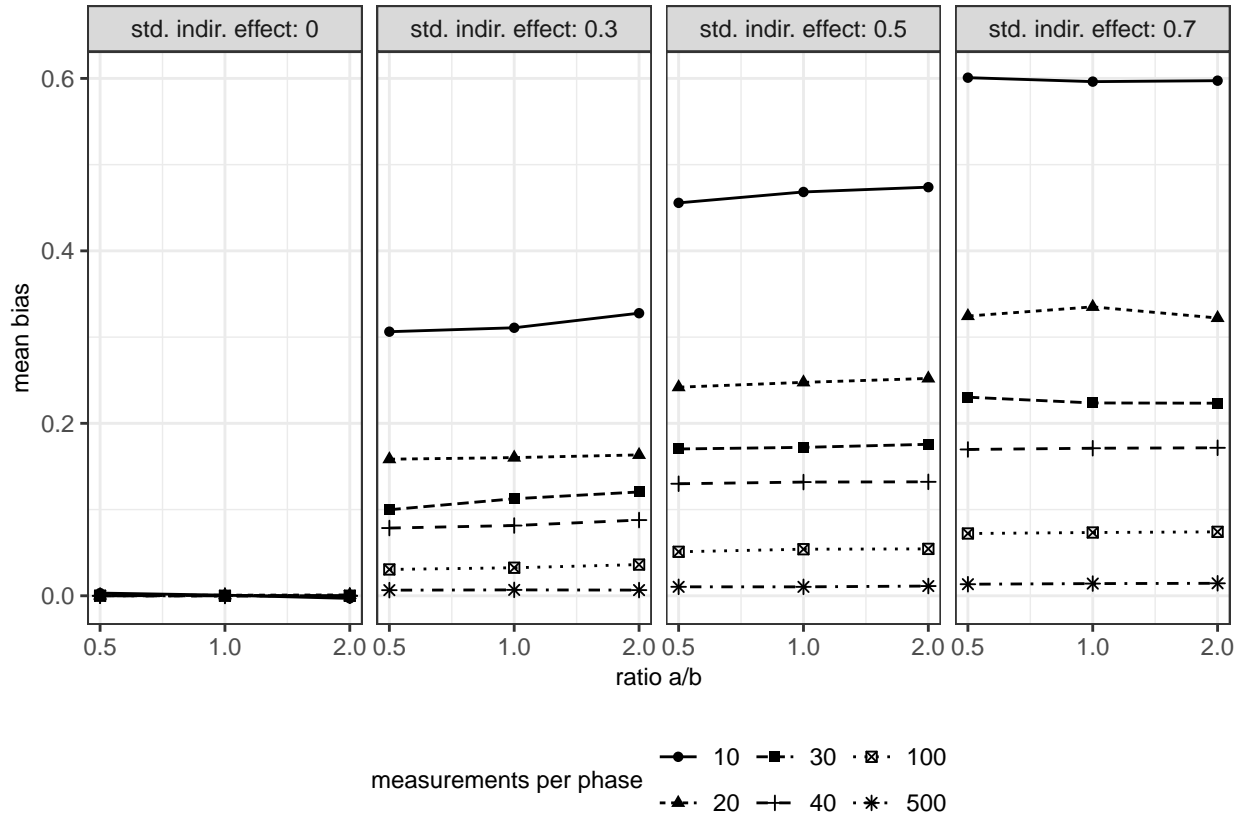 std. indir. effect: 0 std. indir. effect: 0.3 std. indir. effect: 0.5 std. indir. effect: 0.7
0.6
0.4
0.2
0.0
mean bias
0.5 1.0 2.0 0.5 1.0 2.0 0.5 1.0 2.0 0.5 1.0 2.0
ratio a/b
measurements per phase
10 30 100
20 40 500